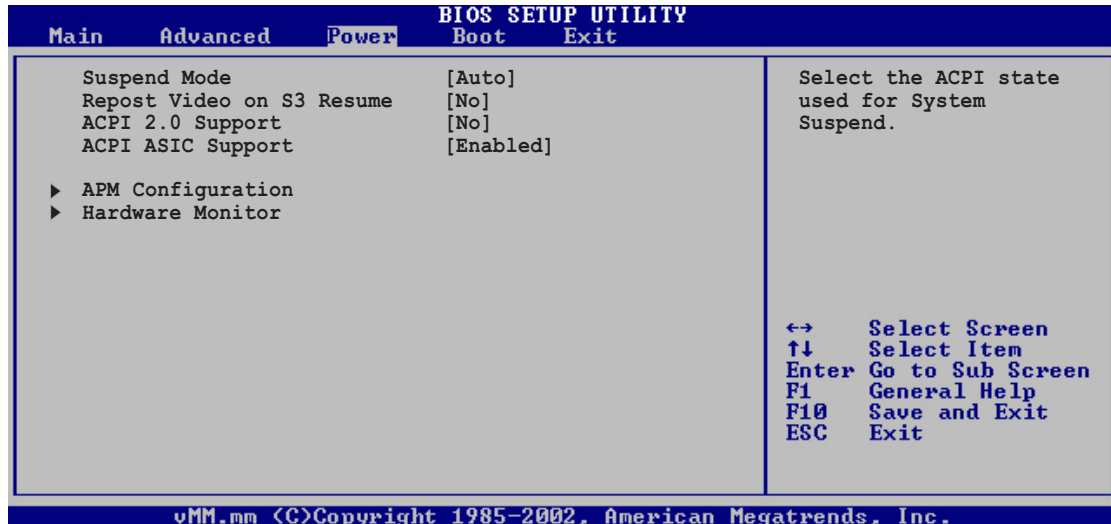 BIOS SETUP UTILITY
Main Advanced Power Boot Exit
Suspend Mode [Auto]
Repost Video on S3 Resume [No]
ACPI 2.0 Support [No]
ACPI ASIC Support [Enabled]
▶ APM Configuration
▶ Hardware Monitor
Select the ACPI state
used for System
Suspend.
←→ Select Screen
↑↓ Select Item
Enter Go to Sub Screen
F1 General Help
F10 Save and Exit
ESC Exit
vMM.mm (C)Copyright 1985-2002, American Megatrends, Inc.